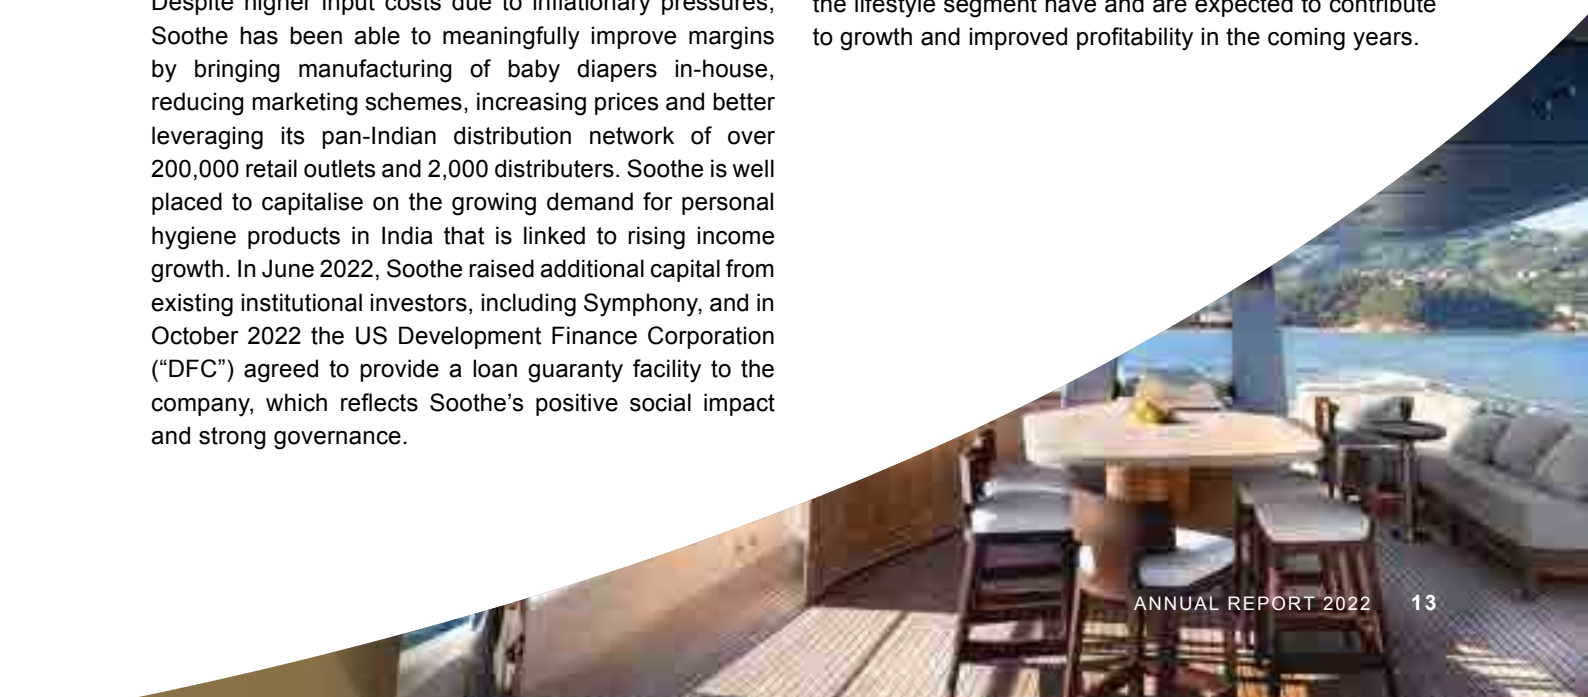 Despite higher input costs due to inflationary pressures,
Soothe has been able to meaningfully improve margins
by bringing manufacturing of baby diapers in-house,
reducing marketing schemes, increasing prices and better
leveraging its pan-Indian distribution network of over
200,000 retail outlets and 2,000 distributers. Soothe is well
placed to capitalise on the growing demand for personal
hygiene products in India that is linked to rising income
growth. In June 2022, Soothe raised additional capital from
existing institutional investors, including Symphony, and in
October 2022 the US Development Finance Corporation
(“DFC”) agreed to provide a loan guaranty facility to the
company, which reflects Soothe’s positive social impact
and strong governance.
the lifestyle segment have and are expected to contribute
to growth and improved profitability in the coming years.
ANNUAL REPORT 2022 13